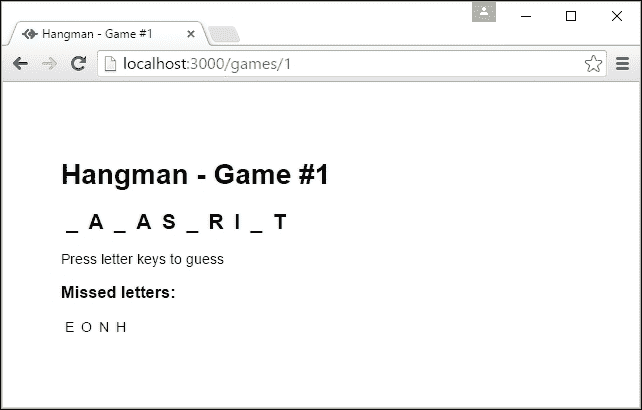 Hangman - Game #1
localhost:3000/games/1
Hangman - Game #1
_ A _ A S _ R I _ T
Press letter keys to guess
Missed letters:
E O N H